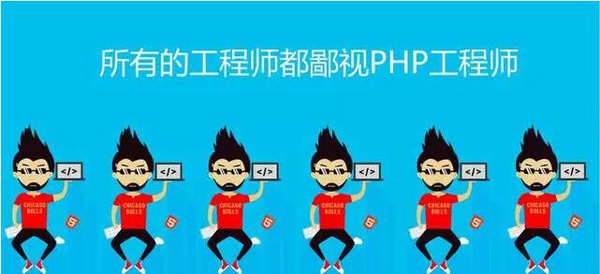 所有的工程师都鄙视PHP工程师
</> </> </> </> </> </>
CHICAGO CHICAGO CHICAGO CHICAGO CHICAGO CHICAGO
BULLS BULLS BULLS BULLS BULLS BULLS
5 5 5 5 5 5